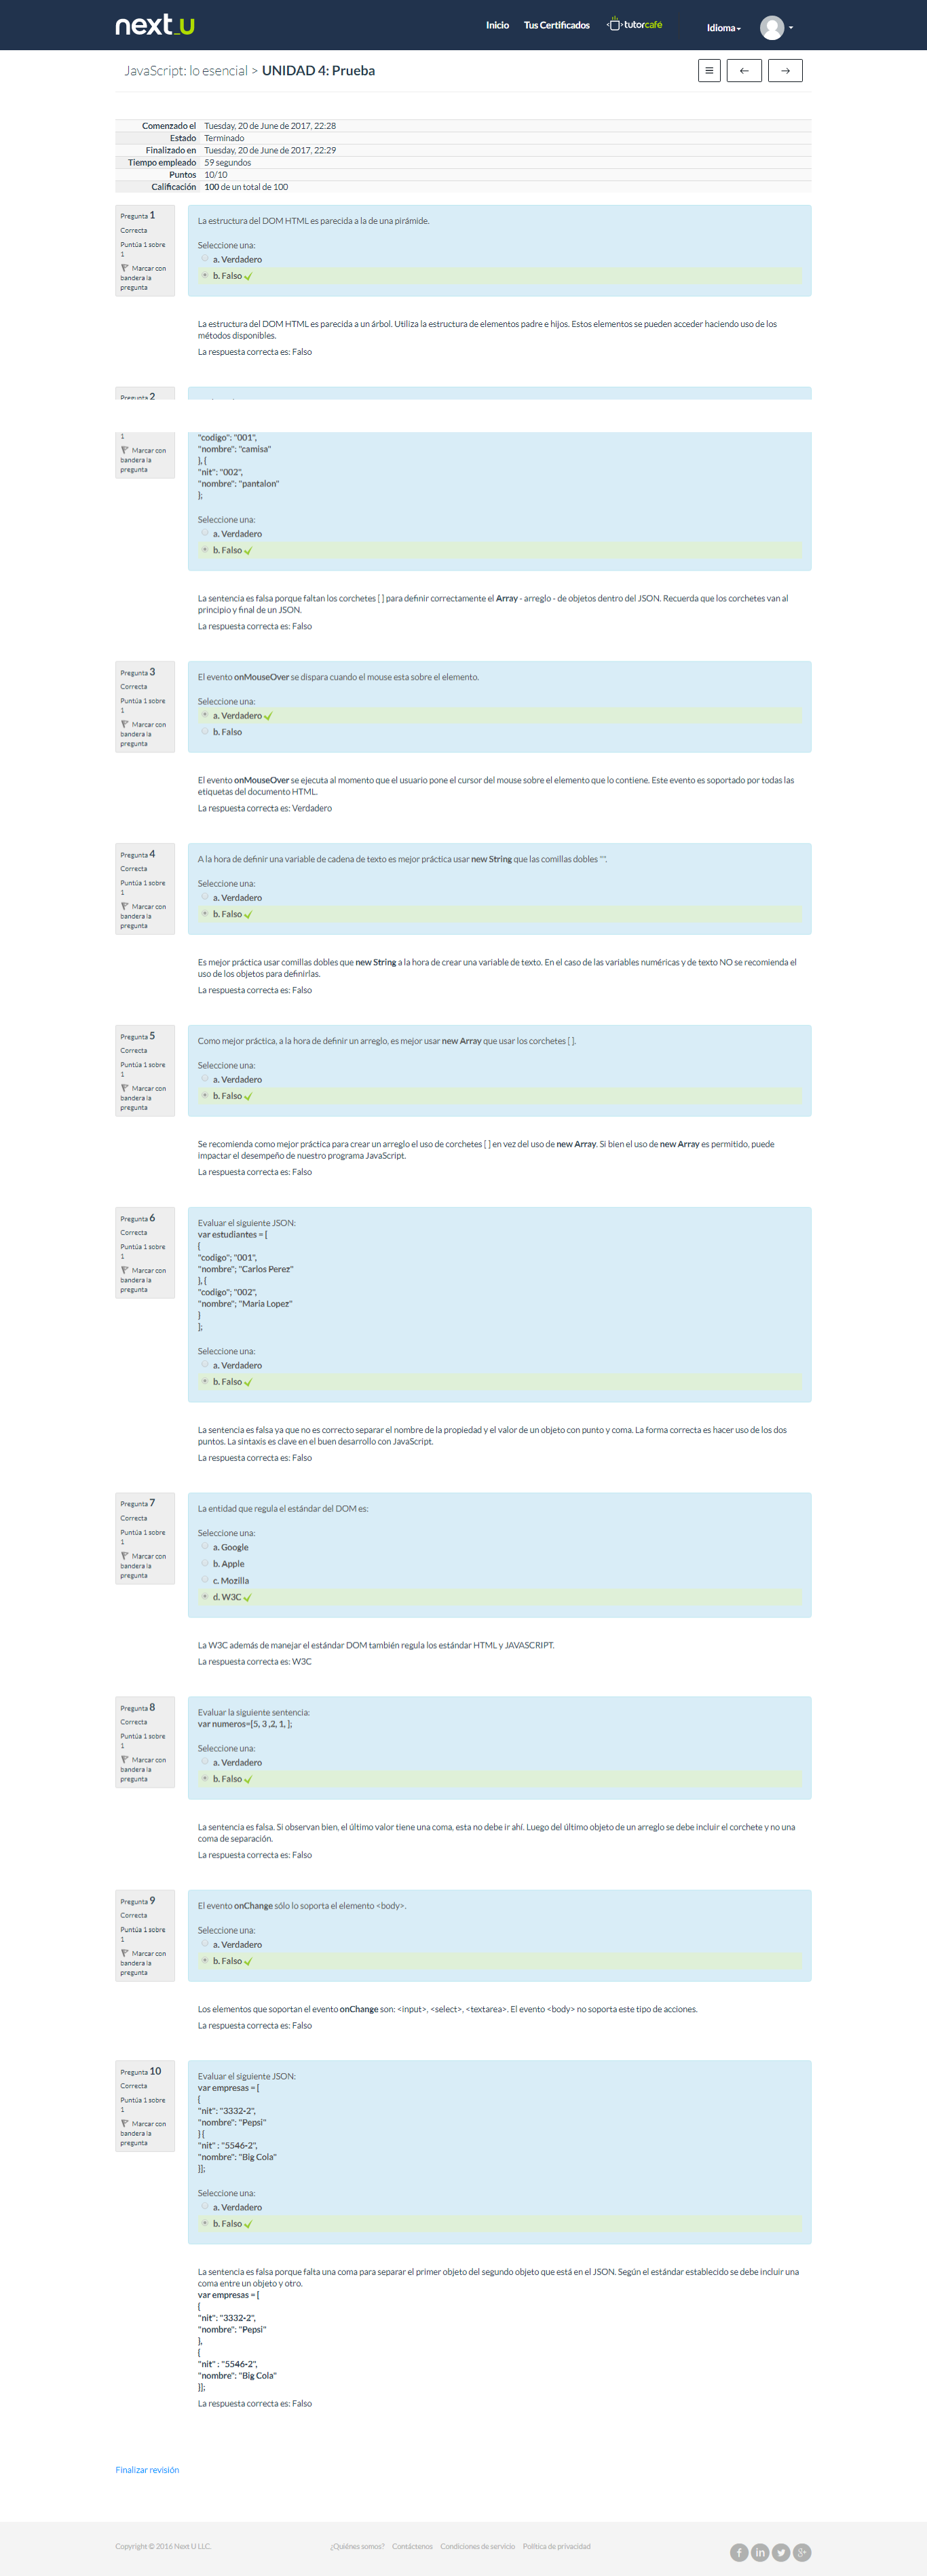 next_u
Inicio Tus Certificados tutorcafé Idioma
JavaScript: lo esencial > UNIDAD 4: Prueba
Comenzado el Tuesday, 20 de June de 2017, 22:28
Estado Terminado
Finalizado en Tuesday, 20 de June de 2017, 22:29
Tiempo empleado 59 segundos
Puntos 10/10
Calificación 100 de un total de 100
Pregunta 1
Correcta
Puntúa 1 sobre
1
Marcar con
bandera la
pregunta
La estructura del DOM HTML es parecida a la de una pirámide.
Seleccione una:
a. Verdadero
b. Falso
La estructura del DOM HTML es parecida a un árbol. Utiliza la estructura de elementos padre e hijos. Estos elementos se pueden acceder haciendo uso de los
métodos disponibles.
La respuesta correcta es: Falso
Pregunta 2
1
Marcar con
bandera la
pregunta
"codigo": "001",
"nombre": "camisa"
}, {
"nit": "002",
"nombre": "pantalon"
};
Seleccione una:
a. Verdadero
b. Falso
La sentencia es falsa porque faltan los corchetes [ ] para definir correctamente el Array - arreglo - de objetos dentro del JSON. Recuerda que los corchetes van al
principio y final de un JSON.
La respuesta correcta es: Falso
Pregunta 3
Correcta
Puntúa 1 sobre
1
Marcar con
bandera la
pregunta
El evento onMouseOver se dispara cuando el mouse esta sobre el elemento.
Seleccione una:
a. Verdadero
b. Falso
El evento onMouseOver se ejecuta al momento que el usuario pone el cursor del mouse sobre el elemento que lo contiene. Este evento es soportado por todas las
etiquetas del documento HTML.
La respuesta correcta es: Verdadero
Pregunta 4
Correcta
Puntúa 1 sobre
1
Marcar con
bandera la
pregunta
A la hora de definir una variable de cadena de texto es mejor práctica usar new String que las comillas dobles "".
Seleccione una:
a. Verdadero
b. Falso
Es mejor práctica usar comillas dobles que new String a la hora de crear una variable de texto. En el caso de las variables numéricas y de texto NO se recomienda el
uso de los objetos para definirlas.
La respuesta correcta es: Falso
Pregunta 5
Correcta
Puntúa 1 sobre
1
Marcar con
bandera la
pregunta
Como mejor práctica, a la hora de definir un arreglo, es mejor usar new Array que usar los corchetes [ ].
Seleccione una:
a. Verdadero
b. Falso
Se recomienda como mejor práctica para crear un arreglo el uso de corchetes [ ] en vez del uso de new Array. Si bien el uso de new Array es permitido, puede
impactar el desempeño de nuestro programa JavaScript.
La respuesta correcta es: Falso
Pregunta 6
Correcta
Puntúa 1 sobre
1
Marcar con
bandera la
pregunta
Evaluar el siguiente JSON:
var estudiantes = [
{
"codigo"; "001",
"nombre"; "Carlos Perez"
}, {
"codigo"; "002",
"nombre"; "Maria Lopez"
}
];
Seleccione una:
a. Verdadero
b. Falso
La sentencia es falsa ya que no es correcto separar el nombre de la propiedad y el valor de un objeto con punto y coma. La forma correcta es hacer uso de los dos
puntos. La sintaxis es clave en el buen desarrollo con JavaScript.
La respuesta correcta es: Falso
Pregunta 7
Correcta
Puntúa 1 sobre
1
Marcar con
bandera la
pregunta
La entidad que regula el estándar del DOM es:
Seleccione una:
a. Google
b. Apple
c. Mozilla
d. W3C
La W3C además de manejar el estándar DOM también regula los estándar HTML y JAVASCRIPT.
La respuesta correcta es: W3C
Pregunta 8
Correcta
Puntúa 1 sobre
1
Marcar con
bandera la
pregunta
Evaluar la siguiente sentencia:
var numeros=[5, 3 ,2, 1, ];
Seleccione una:
a. Verdadero
b. Falso
La sentencia es falsa. Si observan bien, el último valor tiene una coma, esta no debe ir ahí. Luego del último objeto de un arreglo se debe incluir el corchete y no una
coma de separación.
La respuesta correcta es: Falso
Pregunta 9
Correcta
Puntúa 1 sobre
1
Marcar con
bandera la
pregunta
El evento onChange sólo lo soporta el elemento <body>.
Seleccione una:
a. Verdadero
b. Falso
Los elementos que soportan el evento onChange son: <input>, <select>, <textarea>. El evento <body> no soporta este tipo de acciones.
La respuesta correcta es: Falso
Pregunta 10
Correcta
Puntúa 1 sobre
1
Marcar con
bandera la
pregunta
Evaluar el siguiente JSON:
var empresas = [
{
"nit": "3332-2",
"nombre": "Pepsi"
} {
"nit" : "5546-2",
"nombre": "Big Cola"
}];
Seleccione una:
a. Verdadero
b. Falso
La sentencia es falsa porque falta una coma para separar el primer objeto del segundo objeto que está en el JSON. Según el estándar establecido se debe incluir una
coma entre un objeto y otro.
var empresas = [
{
"nit": "3332-2",
"nombre": "Pepsi"
},
{
"nit" : "5546-2",
"nombre": "Big Cola"
}];
La respuesta correcta es: Falso
Finalizar revisión
Copyright © 2016 Next U LLC. ¿Quiénes somos? Contáctenos Condiciones de servicio Política de privacidad